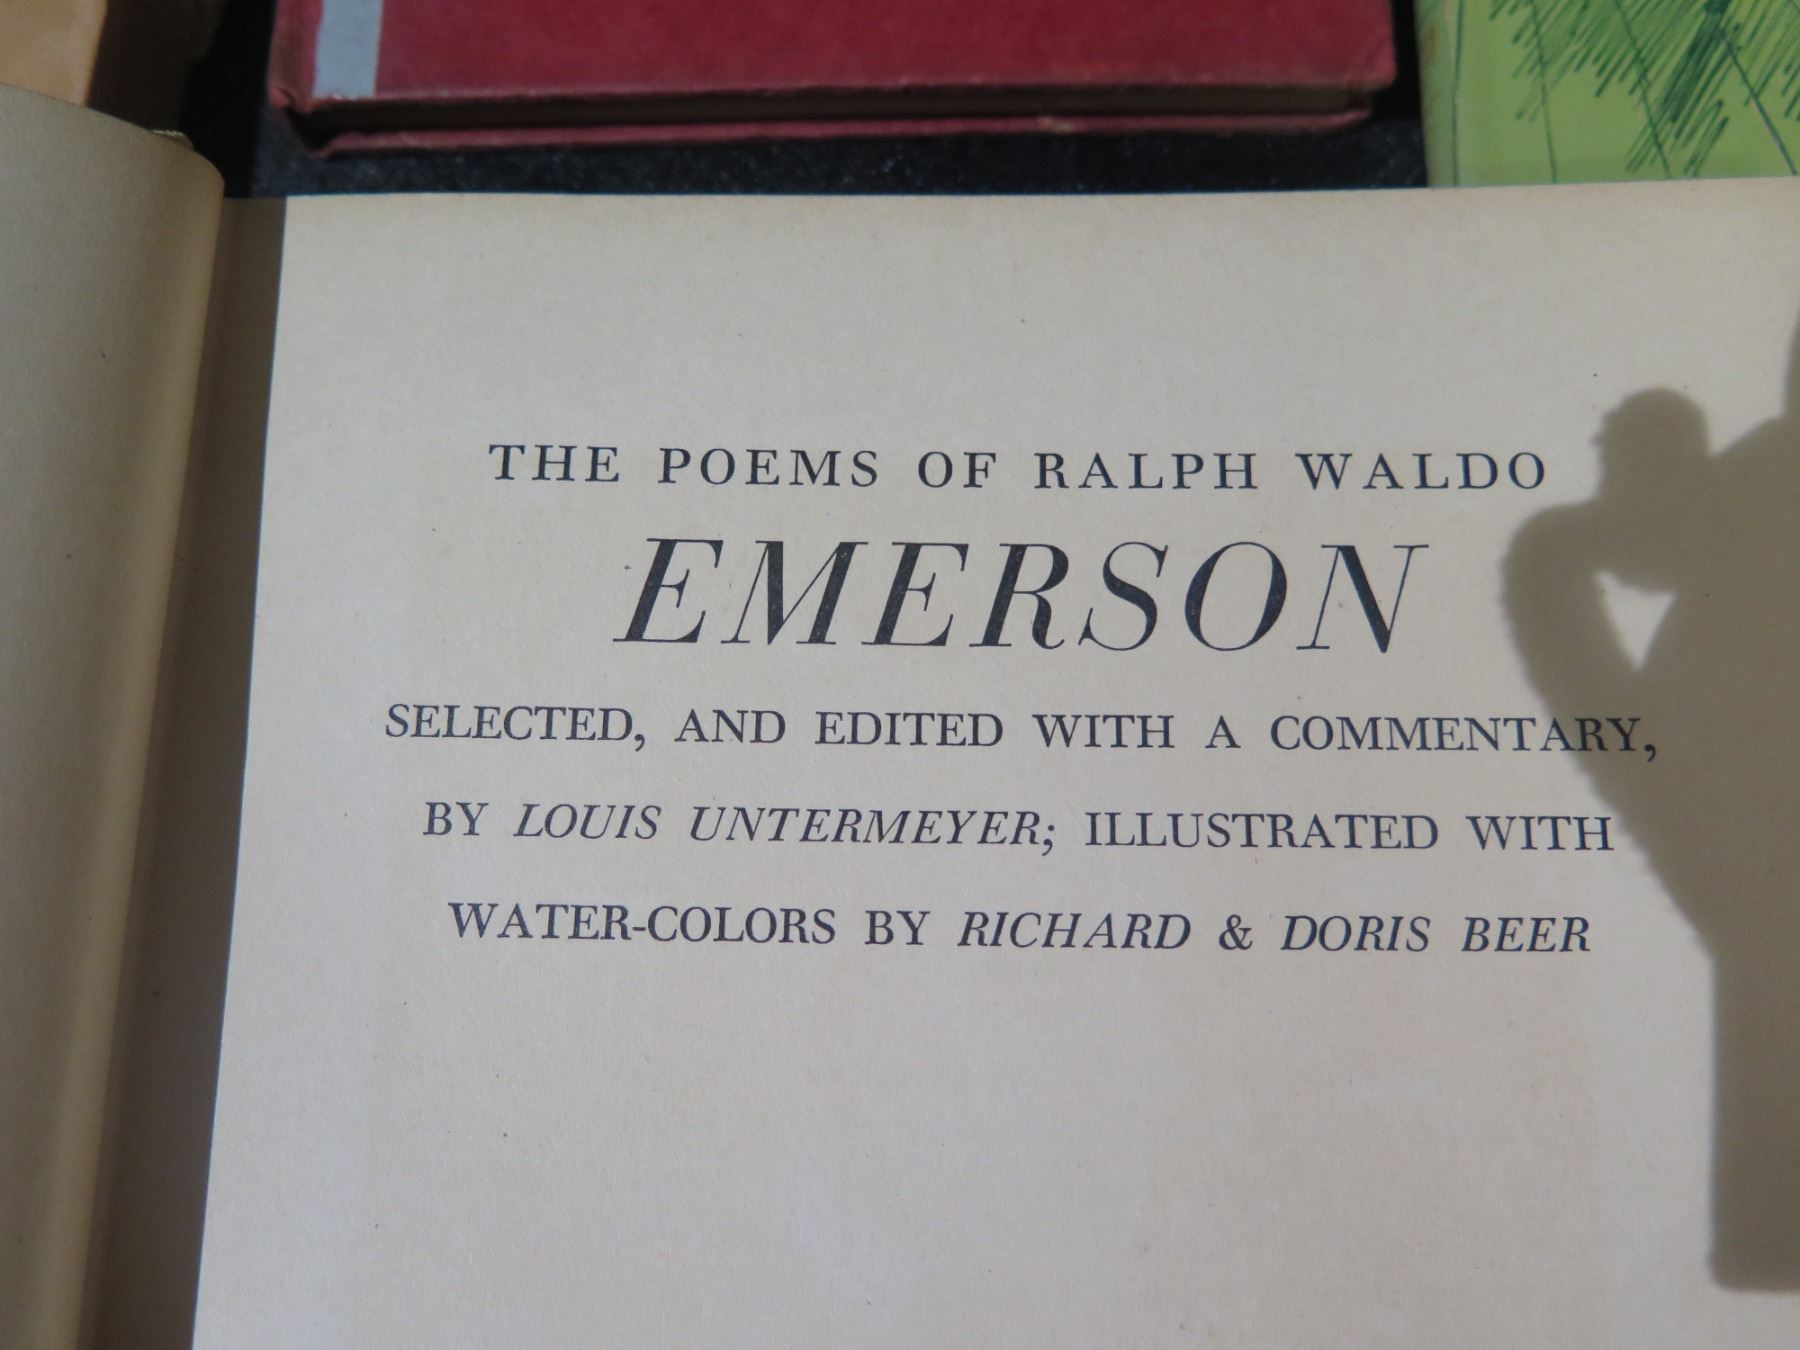 THE POEMS OF RALPH WALDO
EMERSON
SELECTED, AND EDITED WITH A COMMENTARY,
BY LOUIS UNTERMEYER; ILLUSTRATED WITH
WATER-COLORS BY RICHARD & DORIS BEER